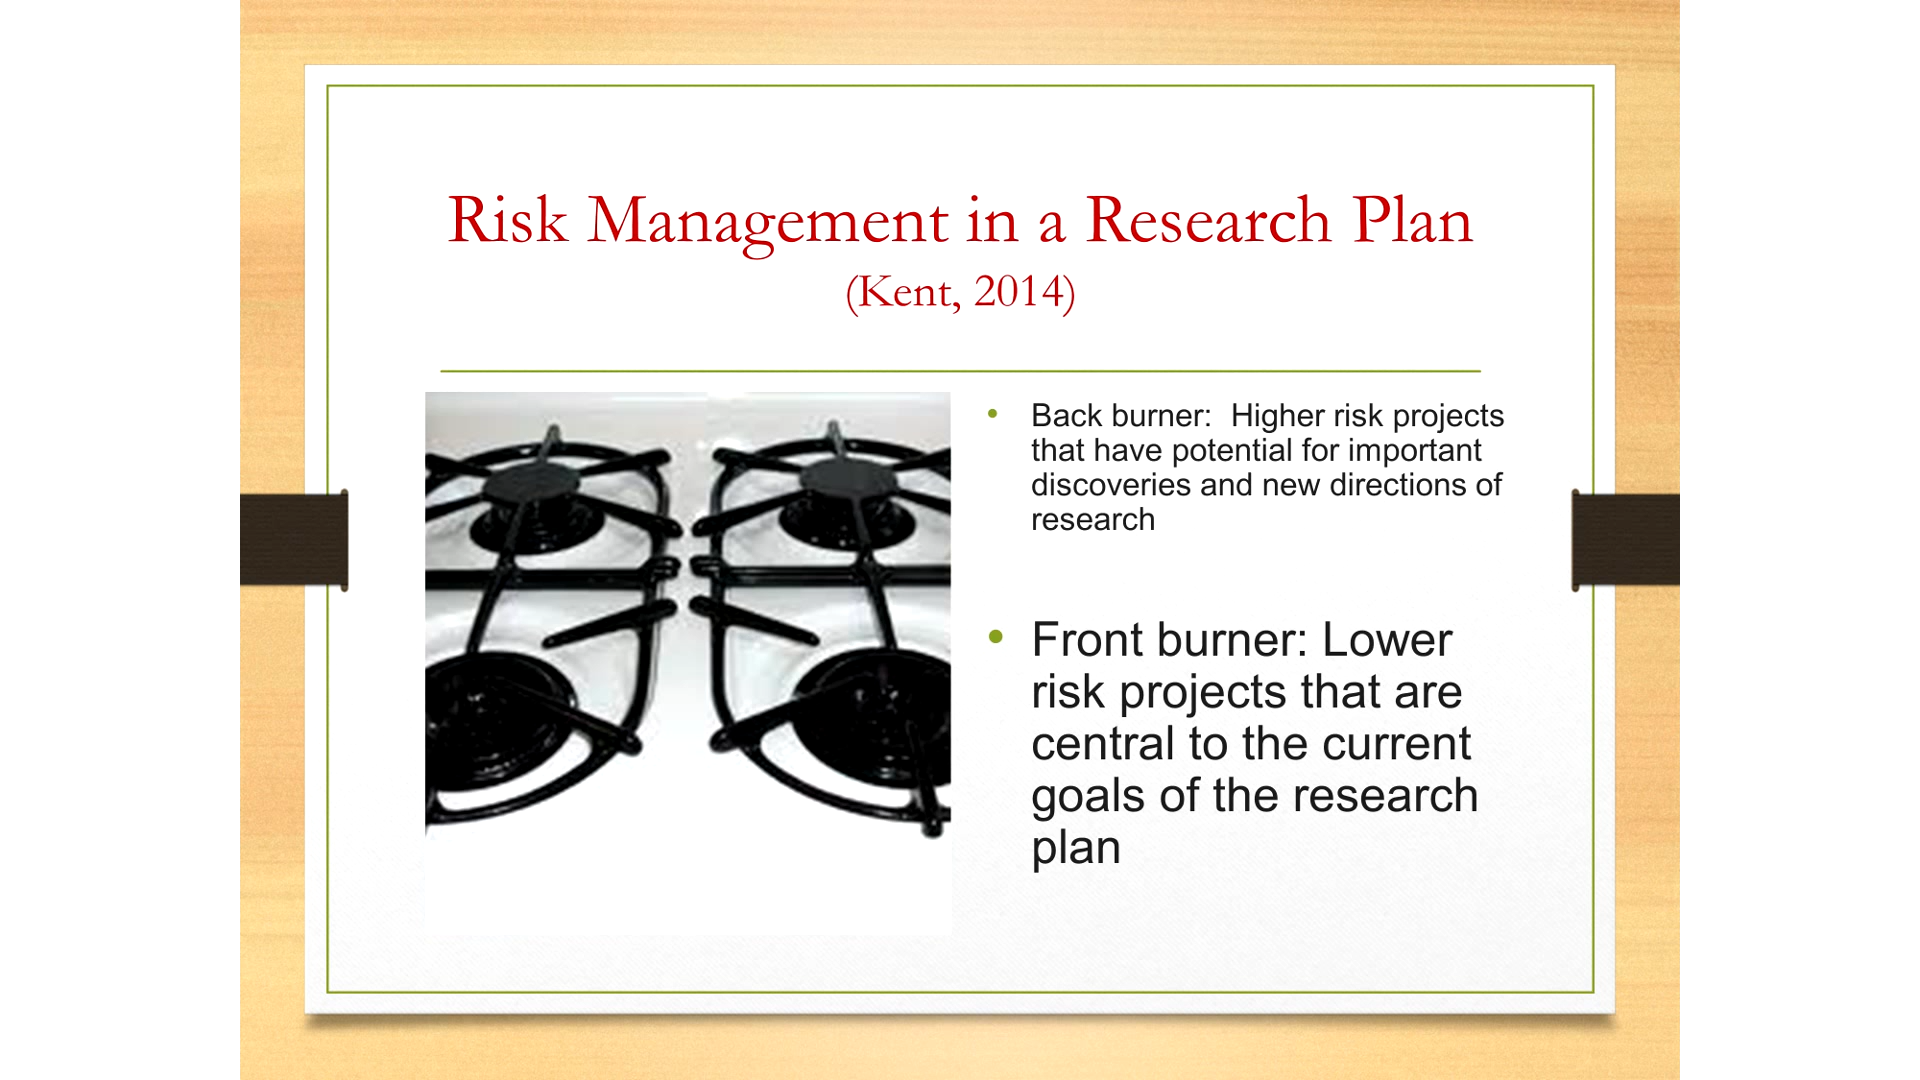 Risk Management in a Research Plan
(Kent, 2014)
• Back burner:  Higher risk projects
that have potential for important
discoveries and new directions of
research
• Front burner: Lower
risk projects that are
central to the current
goals of the research
plan